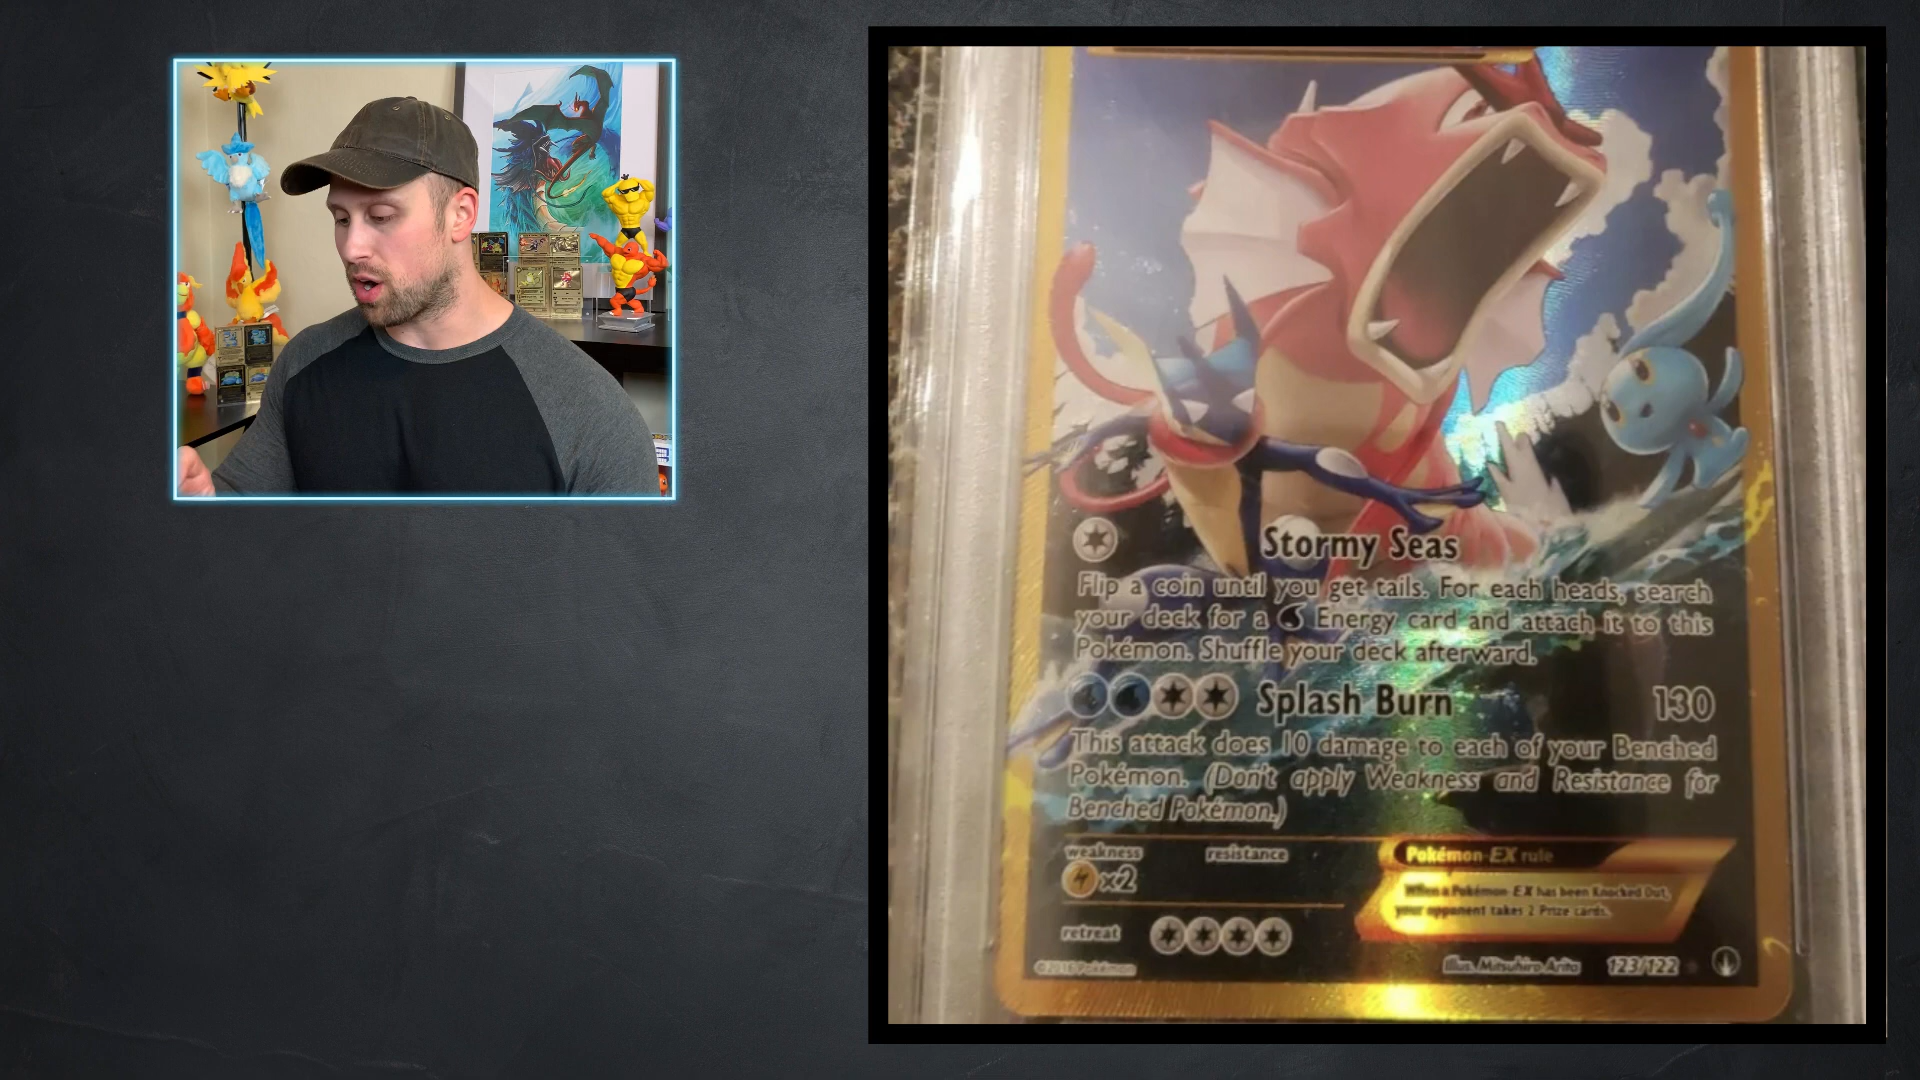 Stormy Seas
Flip a coin until you get tails. For each heads, search
your deck for a Energy card and attach it to this
Pokémon. Shuffle your deck afterward.
Splash Burn 130
This attack does 10 damage to each of your Benched
Pokémon. (Don't apply Weakness and Resistance for
Benched Pokémon.)
weakness resistance
x2
Pokémon-EX rule
When a Pokémon-EX has been Knocked Out,
your opponent takes 2 Prize cards.
retreat
©2016 Pokémon
Illus. Mitsuhiro Arita 123/122